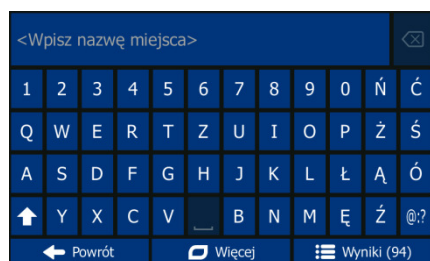 <Wpisz nazwę miejsca>
1 2 3 4 5 6 7 8 9 0 Ń Ć
Q W E R T Z U I O P Ż Ś
A S D F G H J K L Ł Ą Ó
Y X C V B N M Ę Ź @:?
Powrót Więcej Wyniki (94)